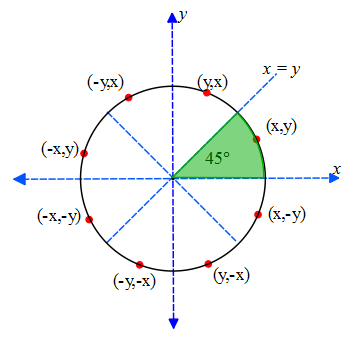 y
(-y,x)
(y,x)
x = y
(-x,y)
(x,y)
45°
x
(-x,-y)
(x,-y)
(-y,-x)
(y,-x)